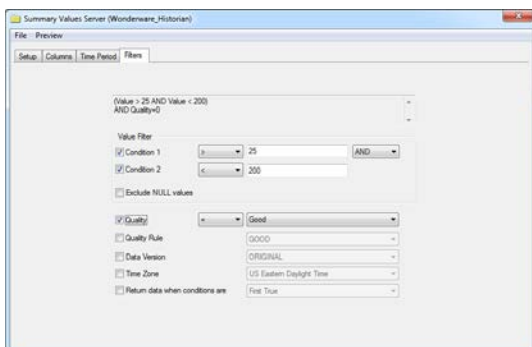 Summary Values Server (Wonderware_Historian)
File Preview
Setup Columns Time Period Filters
(Value > 25 AND Value < 200)
AND Quality=0
Value Filter
Condition 1 > 25 AND
Condition 2 < 200
Exclude NULL values
Quality = Good
Quality Rule GOOD
Data Version ORIGINAL
Time Zone US Eastern Daylight Time
Return data when conditions are First True